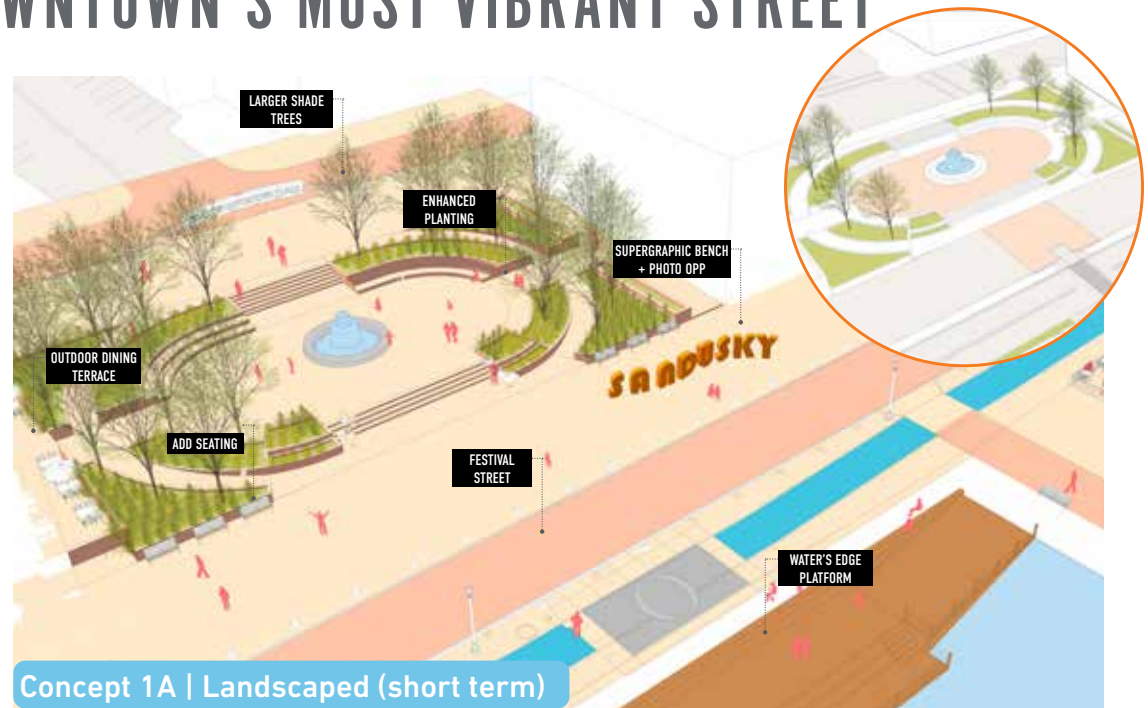 WNTOWN'S MOST VIBRANT STREET
LARGER SHADE
TREES
ENHANCED
PLANTING
SUPERGRAPHIC BENCH
+ PHOTO OPP
SANDUSKY
OUTDOOR DINING
TERRACE
ADD SEATING
FESTIVAL
STREET
WATER'S EDGE
PLATFORM
Concept 1A | Landscaped (short term)